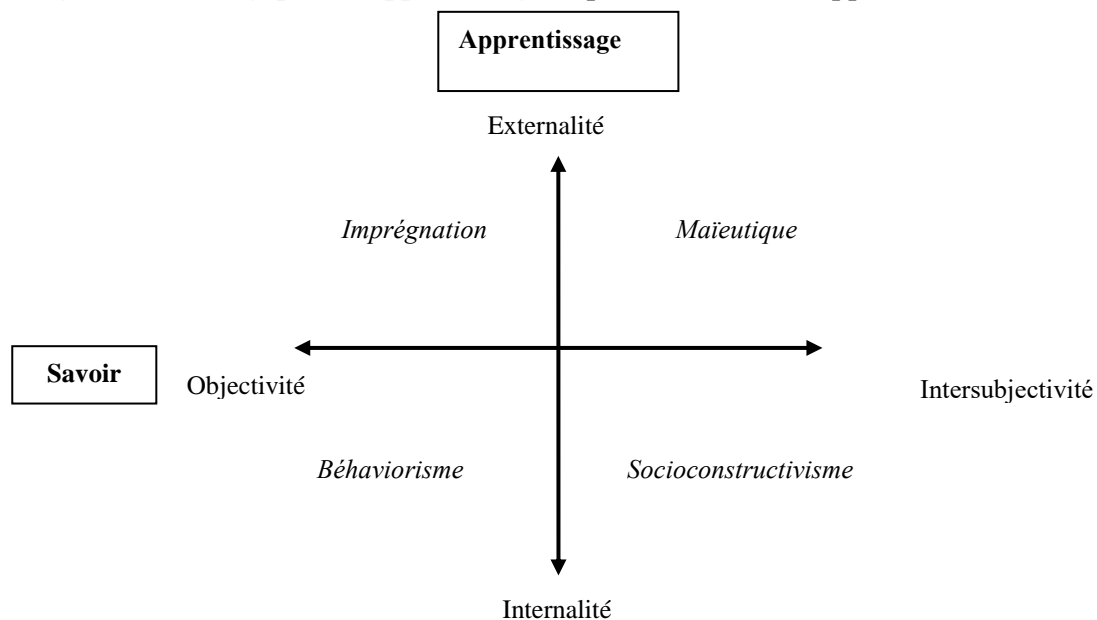 Apprentissage
Externalité
Imprégnation
Maïeutique
Savoir
Objectivité
Intersubjectivité
Béhaviorisme
Socioconstructivisme
Internalité